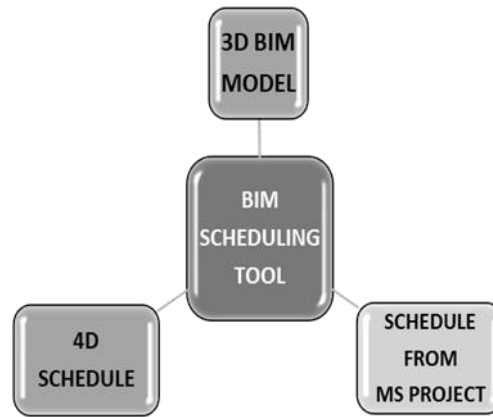 3D BIM
MODEL
BIM
SCHEDULING
TOOL
4D
SCHEDULE
SCHEDULE
FROM
MS PROJECT